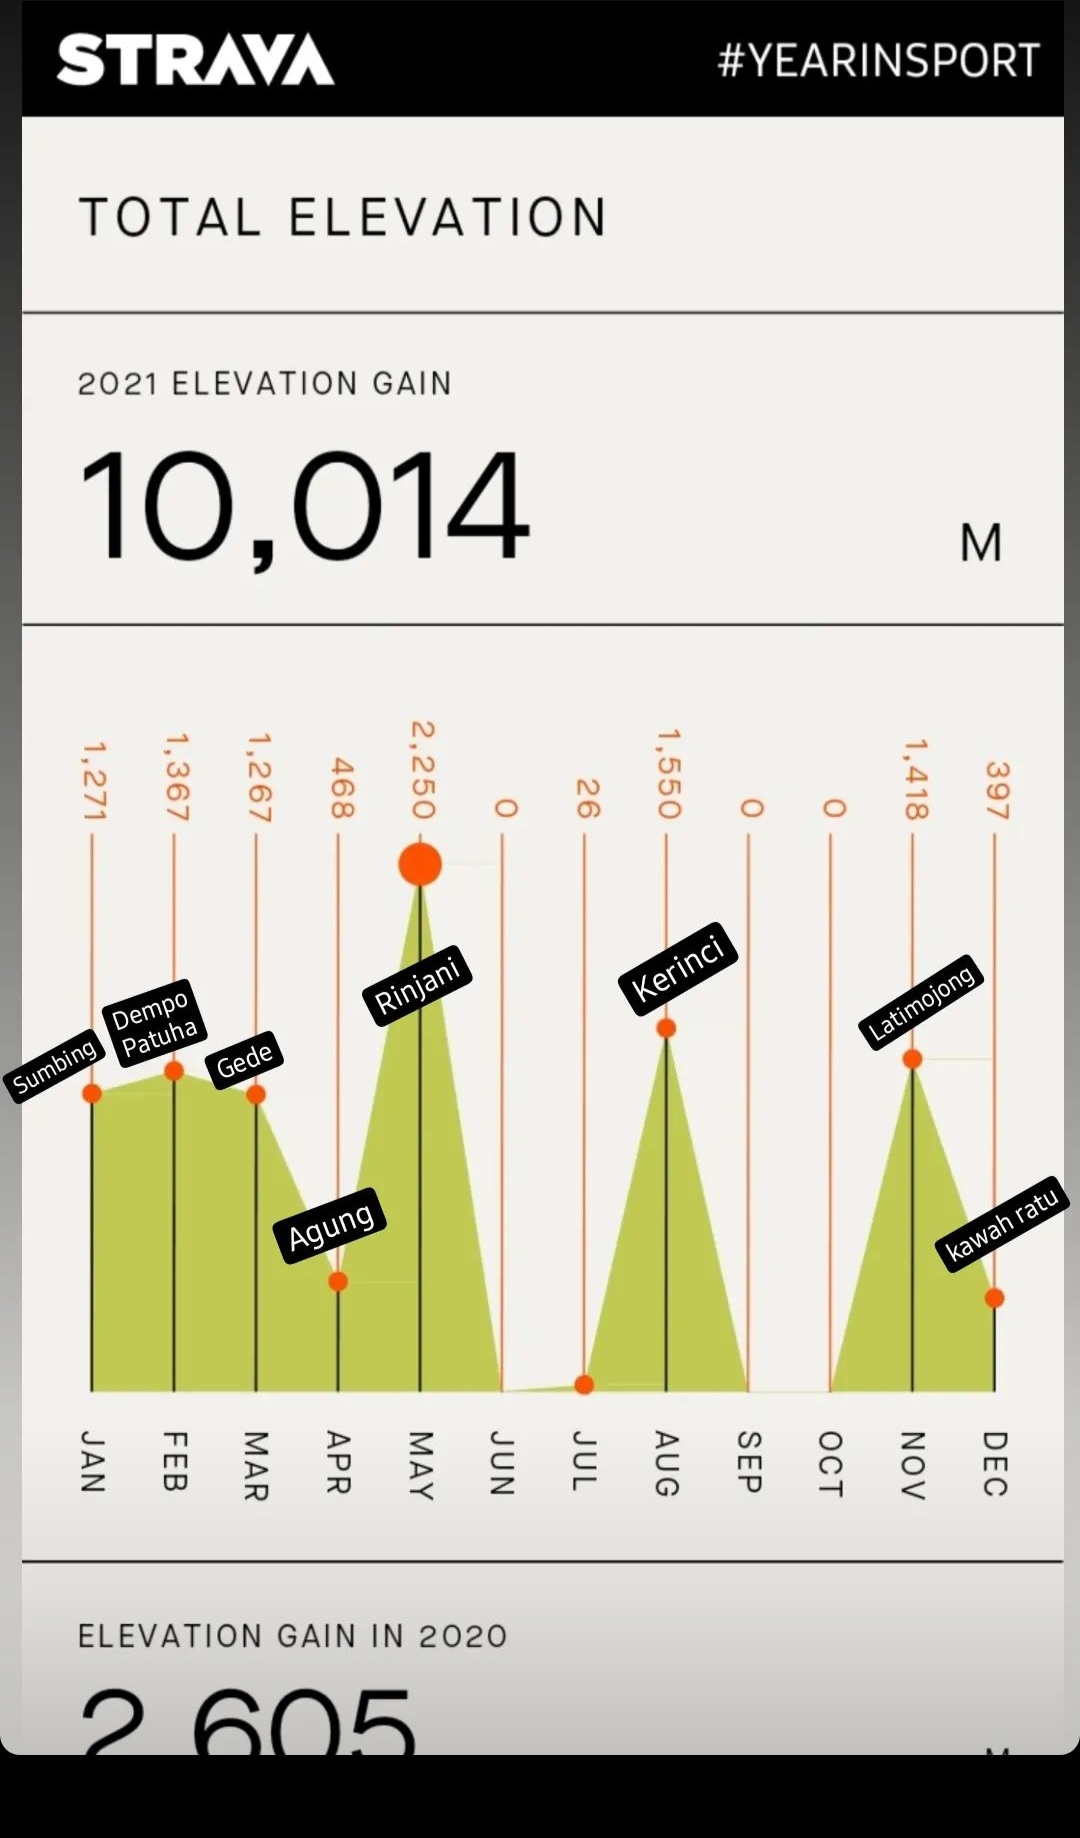 STRAVA
#YEARINSPORT
TOTAL ELEVATION
2021 ELEVATION GAIN
10,014
M
1,271
1,367
1,267
468
2,250
0
26
1,550
0
0
1,418
397
Sumbing
Dempo
Patuha
Gede
Agung
Rinjani
Kerinci
Latimojong
kawah ratu
JAN
FEB
MAR
APR
MAY
JUN
JUL
AUG
SEP
OCT
NOV
DEC
ELEVATION GAIN IN 2020
2,605
M